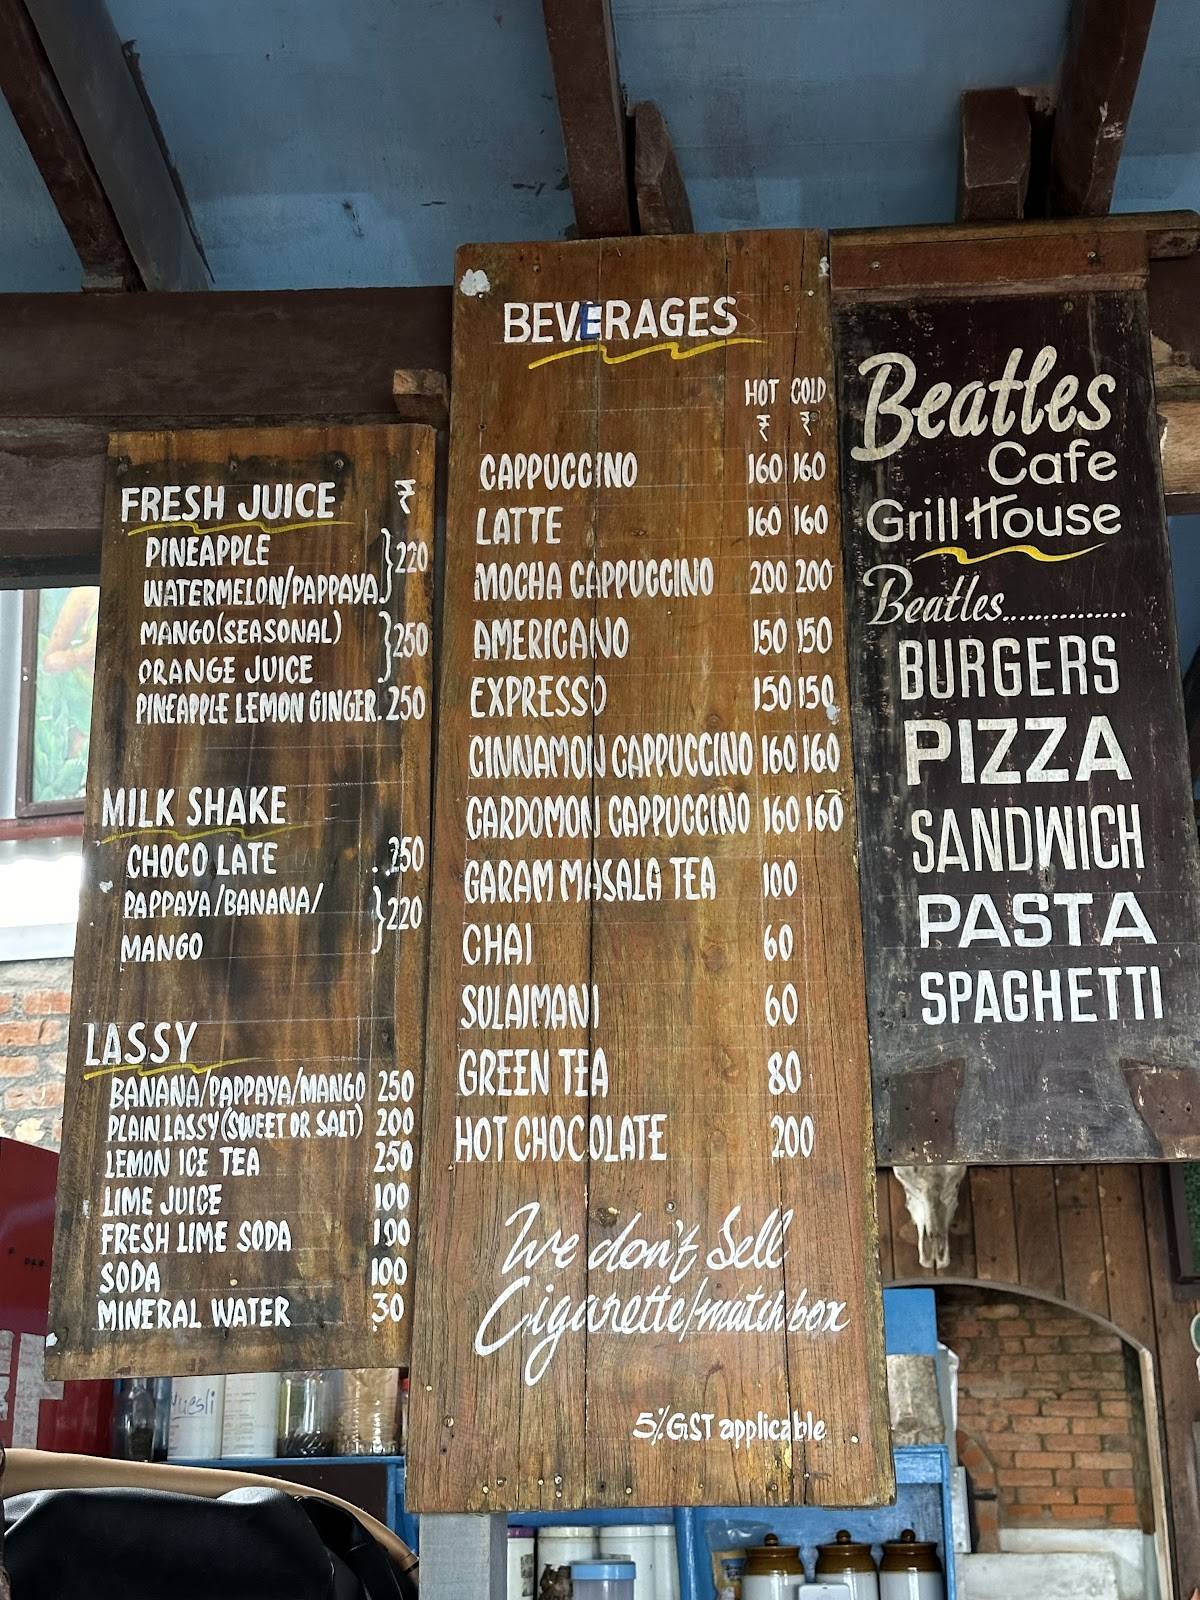 FRESH JUICE ₹
PINEAPPLE
WATERMELON/PAPPAYA } 220
MANGO (SEASONAL)
ORANGE JUICE } 250
PINEAPPLE LEMON GINGER. 250
MILK SHAKE
CHOCO LATE . . 250
PAPPAYA/BANANA/
MANGO } 220
LASSY
BANANA/PAPPAYA/MANGO 250
PLAIN LASSY (SWEET OR SALT) 200
LEMON ICE TEA 250
LIME JUICE 100
FRESH LIME SODA 100
SODA 100
MINERAL WATER 30
BEVERAGES
HOT COLD
₹ ₹
CAPPUCCINO 160 160
LATTE 160 160
MOCHA CAPPUCCINO 200 200
AMERICANO 150 150
EXPRESSO 150 150
CINNAMON CAPPUCCINO 160 160
CARDOMON CAPPUCCINO 160 160
GARAM MASALA TEA 100
CHAI 60
SULAIMANI 60
GREEN TEA 80
HOT CHOCOLATE 200
We don't Sell
Cigarette/match box
5% GST applicable
Beatles
Cafe
Grill House
Beatles..............
BURGERS
PIZZA
SANDWICH
PASTA
SPAGHETTI